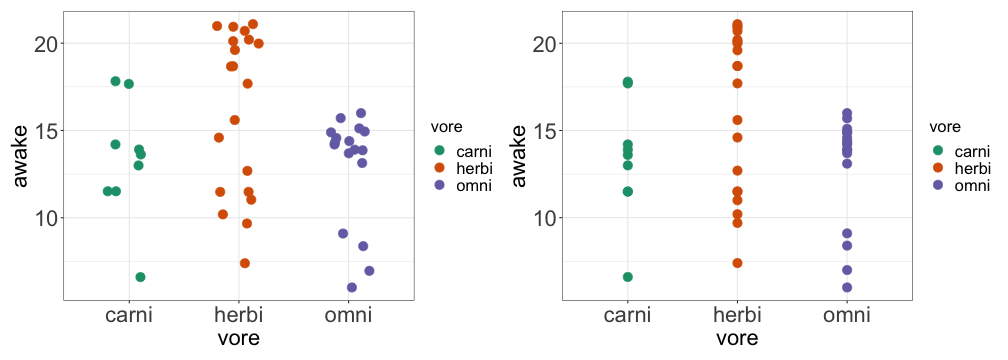 20
15
10
awake
carni
herbi
omni
vore
vore
carni
herbi
omni
20
15
10
awake
carni
herbi
omni
vore
vore
carni
herbi
omni